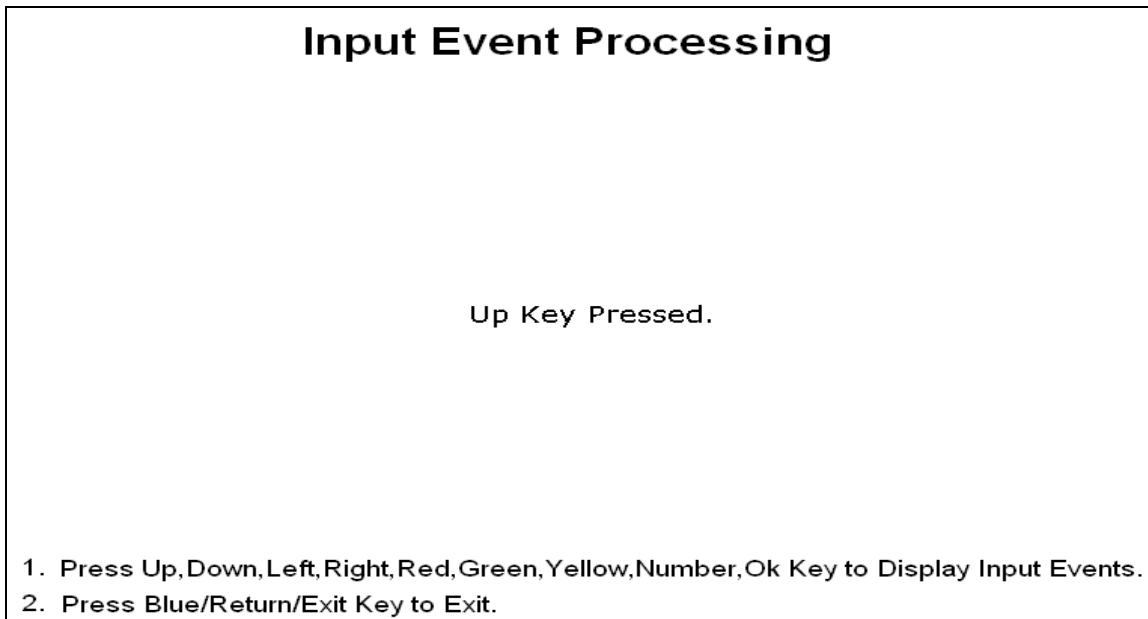 Input Event Processing
Up Key Pressed.
1. Press Up,Down,Left,Right,Red,Green,Yellow,Number,Ok Key to Display Input Events.
2. Press Blue/Return/Exit Key to Exit.